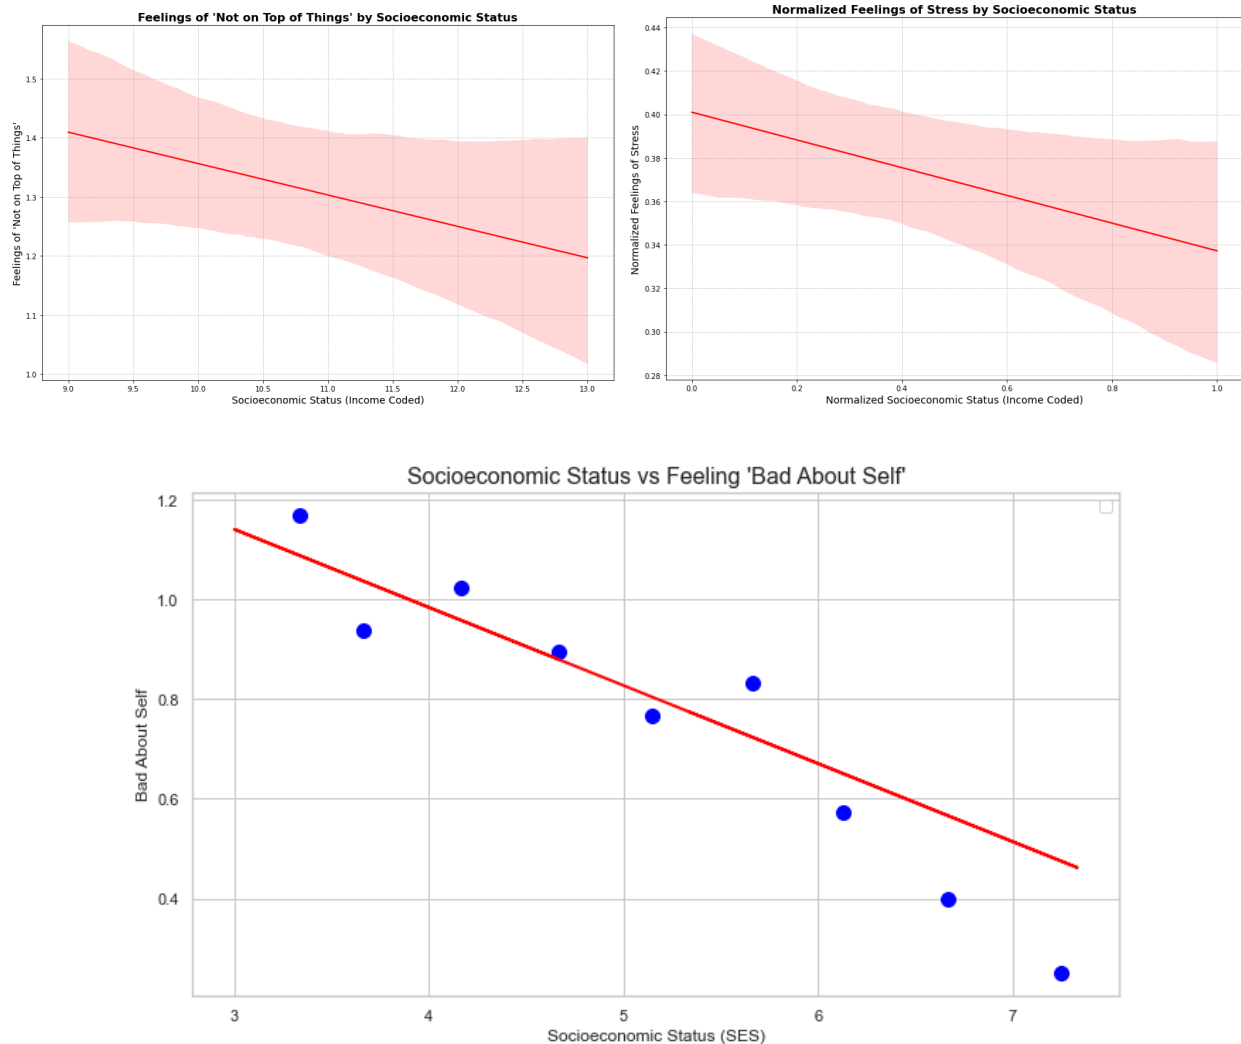 Feelings of 'Not on Top of Things' by Socioeconomic Status
Feelings of 'Not on Top of Things'
1.5
1.4
1.3
1.2
1.1
1.0
9.0 9.5 10.0 10.5 11.0 11.5 12.0 12.5 13.0
Socioeconomic Status (Income Coded)
Normalized Feelings of Stress by Socioeconomic Status
Normalized Feelings of Stress
0.44
0.42
0.40
0.38
0.36
0.34
0.32
0.30
0.28
0.0 0.2 0.4 0.6 0.8 1.0
Normalized Socioeconomic Status (Income Coded)
Socioeconomic Status vs Feeling 'Bad About Self'
Bad About Self
1.2
1.0
0.8
0.6
0.4
3 4 5 6 7
Socioeconomic Status (SES)